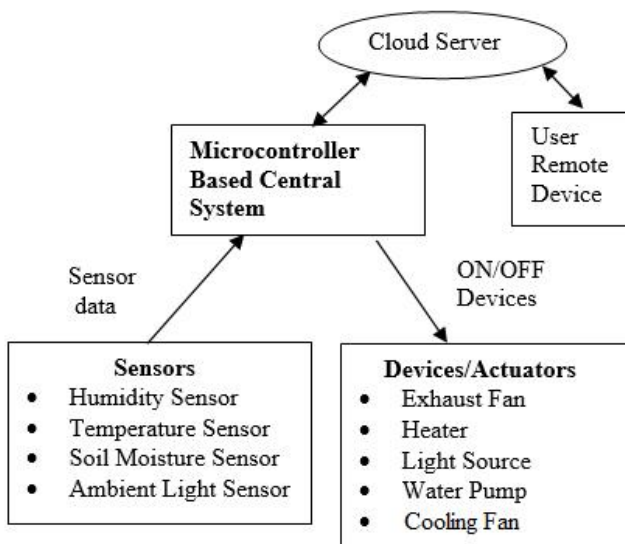 Cloud Server
Microcontroller
Based Central
System
User
Remote
Device
Sensor
data
ON/OFF
Devices
Sensors
• Humidity Sensor
• Temperature Sensor
• Soil Moisture Sensor
• Ambient Light Sensor
Devices/Actuators
• Exhaust Fan
• Heater
• Light Source
• Water Pump
• Cooling Fan